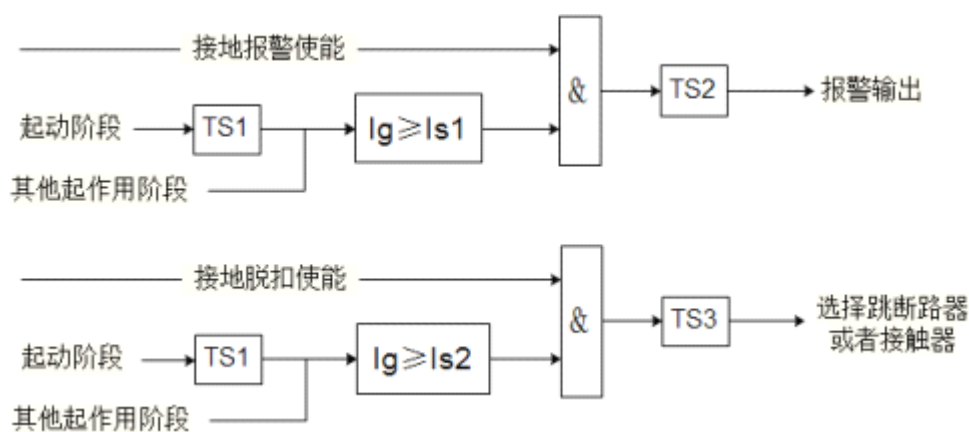 接地报警使能
&
TS2
报警输出
起动阶段
TS1
Ig≥Is1
其他起作用阶段
接地脱扣使能
&
TS3
选择跳断路器
或者接触器
起动阶段
TS1
Ig≥Is2
其他起作用阶段